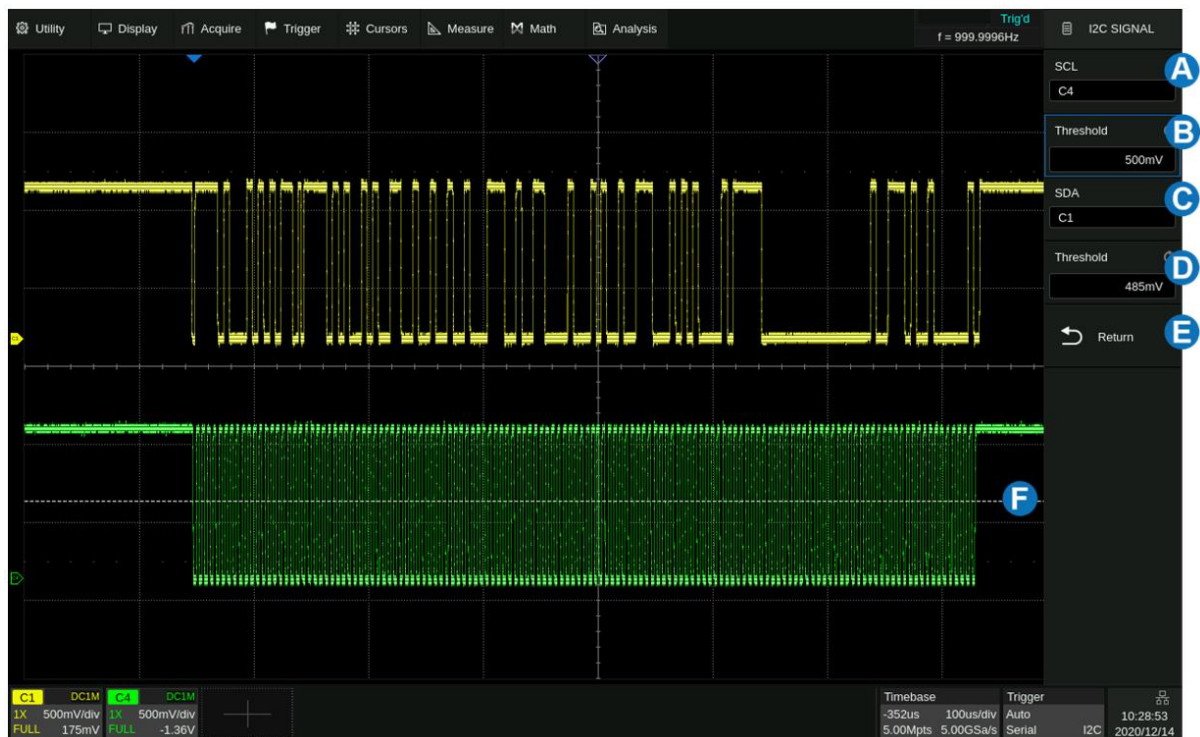 Utility Display Acquire Trigger Cursors Measure Math Analysis
Trig'd
f = 999.9996Hz
I2C SIGNAL
SCL
A
C4
Threshold
B
500mV
SDA
C
C1
Threshold
D
485mV
Return
E
F
C1 DC1M
1X 500mV/div
FULL 175mV
C4 DC1M
1X 500mV/div
FULL -1.36V
Timebase
-352us 100us/div
5.00Mpts 5.00GSa/s
Trigger
Auto
Serial I2C
10:28:53
2020/12/14